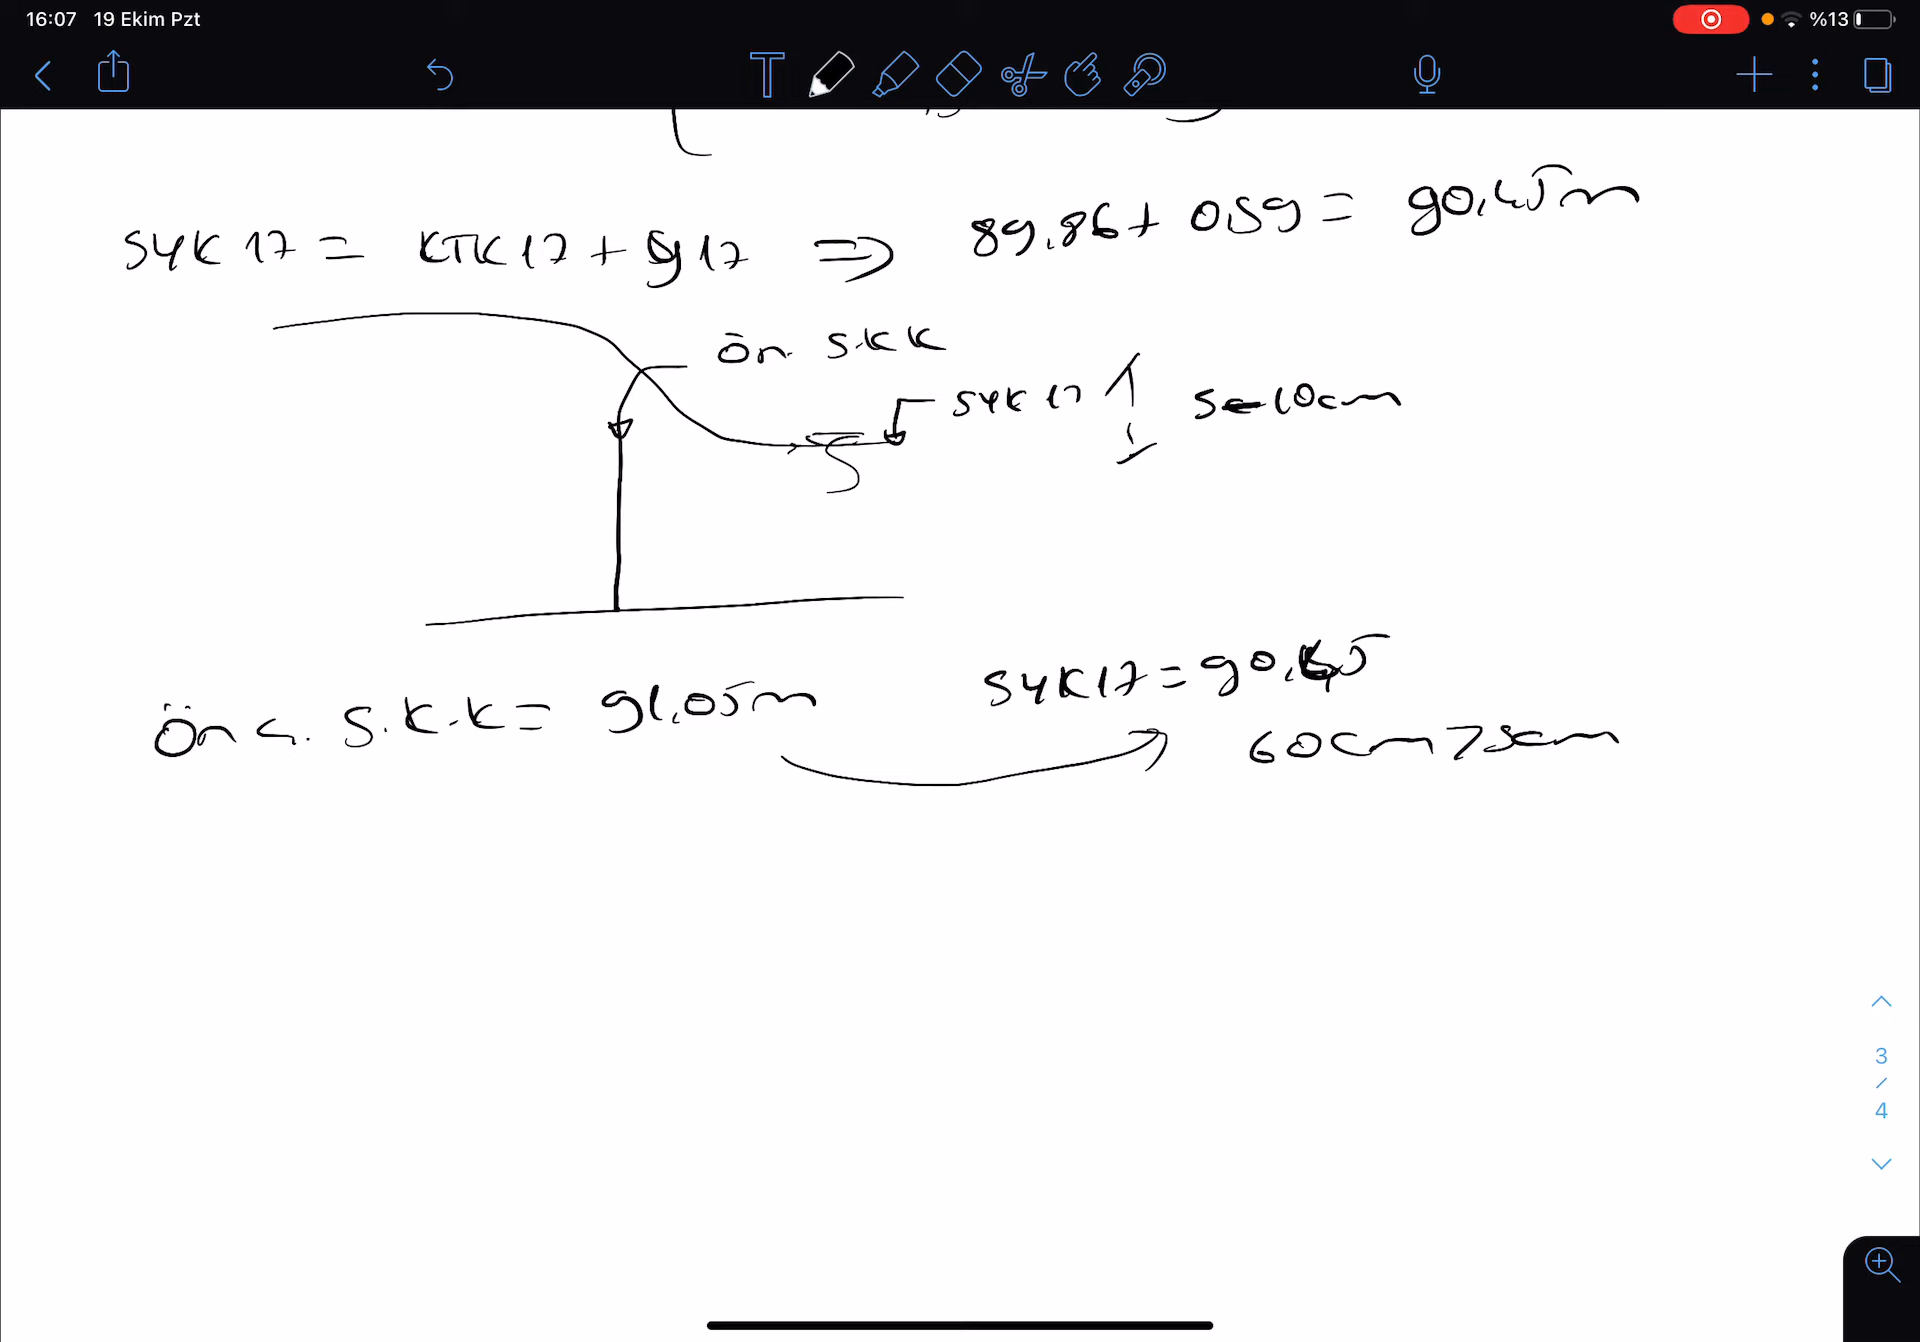 16:07 19 Ekim Pzt %13
SYK 17 = KTK 17 + y 17 ⇒ 89.86 + 0.59 = 90.45m
Ön. S.K.K
SYK 17 5-10cm
Ön S.K.K = 91.05m SYK17 = 90.45
60cm > 5cm
3
/
4